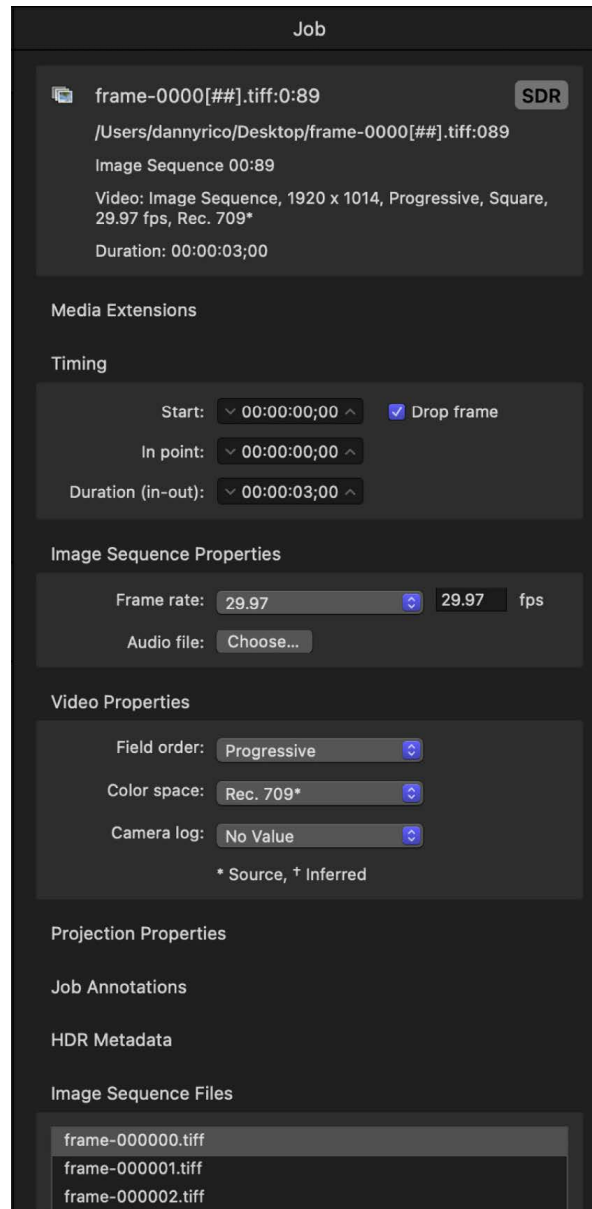 Job
frame-0000[##].tiff:0:89 SDR
/Users/dannyrico/Desktop/frame-0000[##].tiff:089
Image Sequence 00:89
Video: Image Sequence, 1920 x 1014, Progressive, Square,
29.97 fps, Rec. 709*
Duration: 00:00:03;00
Media Extensions
Timing
Start: 00:00:00;00 Drop frame
In point: 00:00:00;00
Duration (in-out): 00:00:03;00
Image Sequence Properties
Frame rate: 29.97 29.97 fps
Audio file: Choose...
Video Properties
Field order: Progressive
Color space: Rec. 709*
Camera log: No Value
* Source, † Inferred
Projection Properties
Job Annotations
HDR Metadata
Image Sequence Files
frame-000000.tiff
frame-000001.tiff
frame-000002.tiff